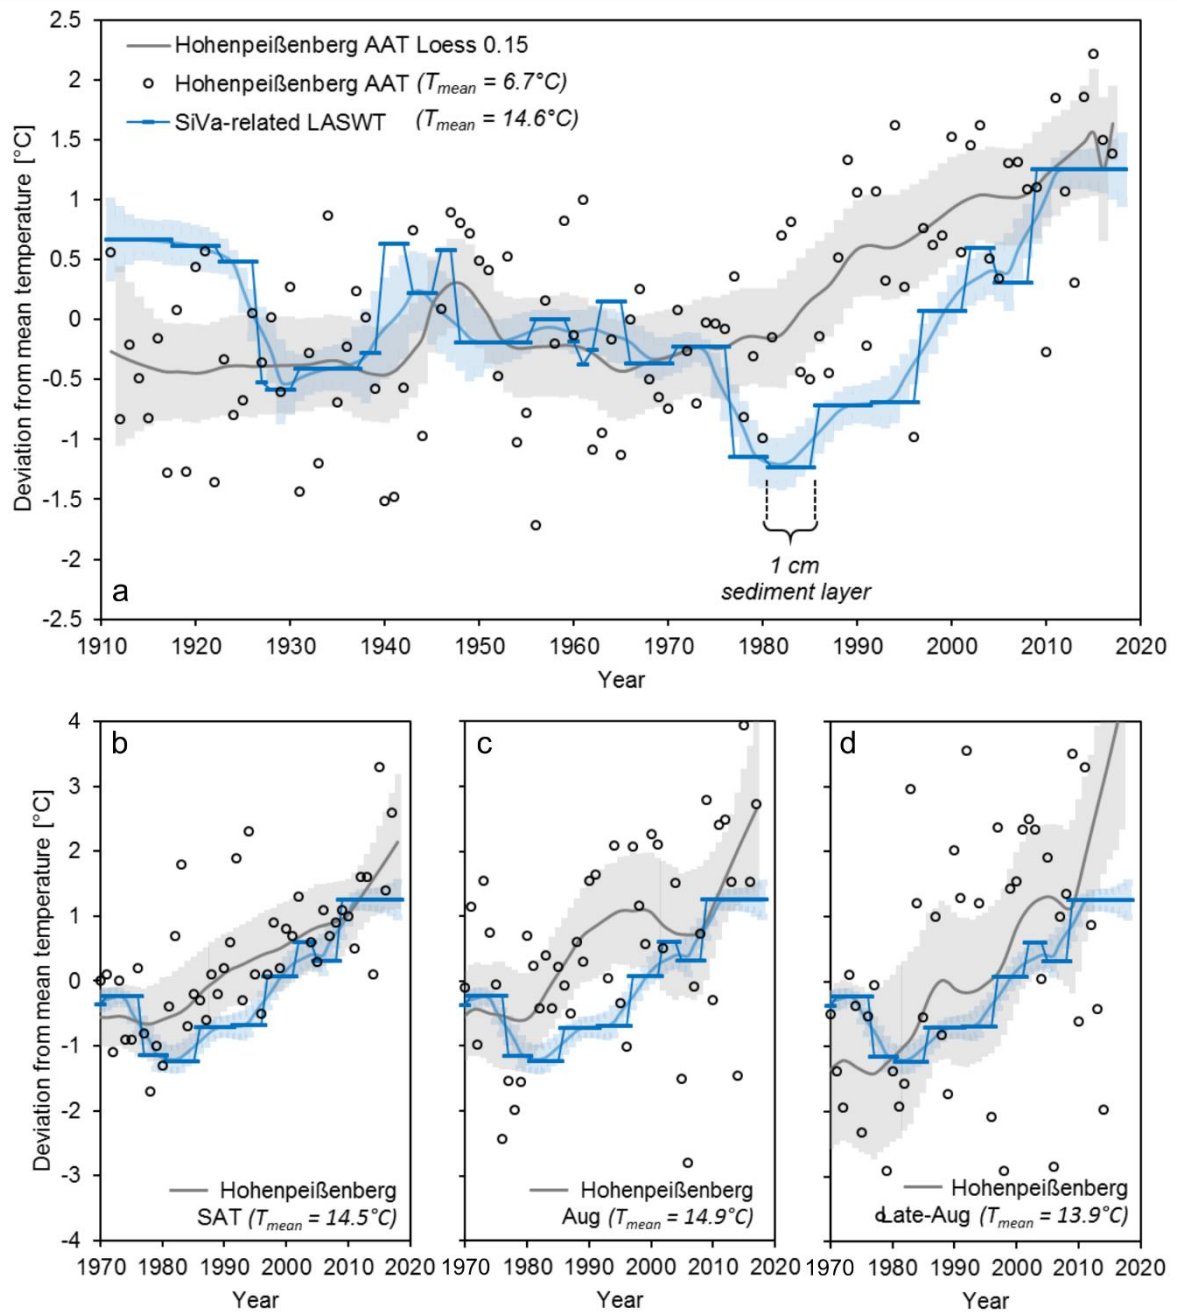 2.5
2
1.5
1
0.5
0
-0.5
-1
-1.5
-2
-2.5
Deviation from mean temperature [°C]
Hohenpeißenberg AAT Loess 0.15
Hohenpeißenberg AAT (Tmean = 6.7°C)
SiVa-related LASWT (Tmean = 14.6°C)
1 cm
sediment layer
a
1910 1920 1930 1940 1950 1960 1970 1980 1990 2000 2010 2020
Year
4
3
2
1
0
-1
-2
-3
-4
Deviation from mean temperature [°C]
b
Hohenpeißenberg
SAT (Tmean = 14.5°C)
1970 1980 1990 2000 2010 2020
Year
c
Hohenpeißenberg
Aug (Tmean = 14.9°C)
1970 1980 1990 2000 2010 2020
Year
d
Hohenpeißenberg
Late-Aug (Tmean = 13.9°C)
1970 1980 1990 2000 2010 2020
Year